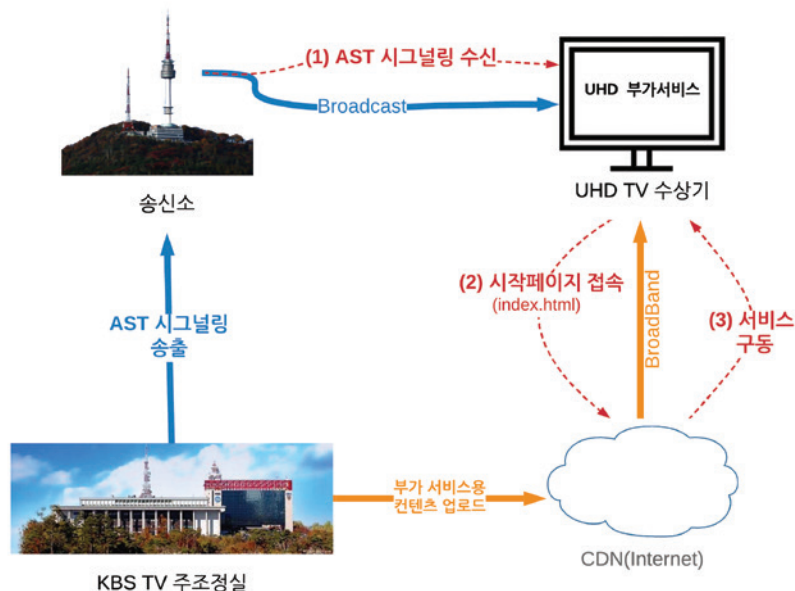 (1) AST 시그널링 수신
Broadcast
UHD 부가서비스
송신소
UHD TV 수상기
AST 시그널링
송출
(2) 시작페이지 접속
(index.html)
BroadBand
(3) 서비스
구동
부가 서비스용
컨텐츠 업로드
CDN(Internet)
KBS TV 주조정실